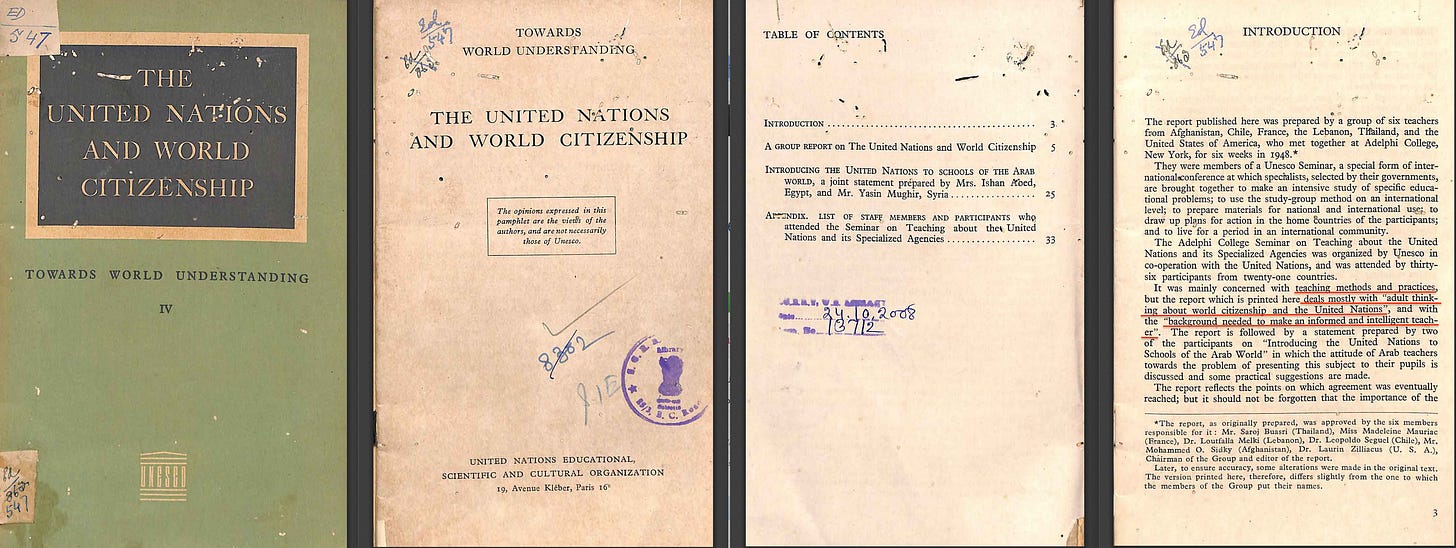 ED
547
THE
UNITED NATIONS
AND WORLD
CITIZENSHIP
TOWARDS WORLD UNDERSTANDING
IV
UNESCO
Ed
863
547
Ed
547
TOWARDS
WORLD UNDERSTANDING
THE UNITED NATIONS
AND WORLD CITIZENSHIP
The opinions expressed in this
pamphlet are the views of the
authors, and are not necessarily
those of Unesco.
Library
UNITED NATIONS EDUCATIONAL,
SCIENTIFIC AND CULTURAL ORGANIZATION
19, Avenue Kléber, Paris 16e
TABLE OF CONTENTS
INTRODUCTION ........................................ 3
A GROUP REPORT ON The United Nations and World Citizenship 5
INTRODUCING THE UNITED NATIONS TO SCHOOLS OF THE ARAB
WORLD, a joint statement prepared by Mrs. Ishan Abed,
Egypt, and Mr. Yasin Mughir, Syria .................. 25
APPENDIX. LIST OF STAFF MEMBERS AND PARTICIPANTS who
attended the Seminar on Teaching about the United
Nations and its Specialized Agencies .................. 33
24.10.2008
13712
Ed
547
INTRODUCTION
The report published here was prepared by a group of six teachers
from Afghanistan, Chile, France, the Lebanon, Thailand, and the
United States of America, who met together at Adelphi College,
New York, for six weeks in 1948.*
They were members of a Unesco Seminar, a special form of inter-
national conference at which specialists, selected by their governments,
are brought together to make an intensive study of specific educa-
tional problems; to use the study-group method on an international
level; to prepare materials for national and international use; to
draw up plans for action in the home countries of the participants;
and to live for a period in an international community.
The Adelphi College Seminar on Teaching about the United
Nations and its Specialized Agencies was organized by Unesco in
co-operation with the United Nations, and was attended by thirty-
six participants from twenty-one countries.
It was mainly concerned with teaching methods and practices,
but the report which is printed here deals mostly with "adult think-
ing about world citizenship and the United Nations", and with
the "background needed to make an informed and intelligent teach-
er". The report is followed by a statement prepared by two
of the participants on "Introducing the United Nations to
Schools of the Arab World" in which the attitude of Arab teachers
towards the problem of presenting this subject to their pupils is
discussed and some practical suggestions are made.
The report reflects the points on which agreement was eventually
reached; but it should not be forgotten that the importance of the
*The report, as originally prepared, was approved by the six members
responsible for it: Mr. Saroj Buasri (Thailand), Miss Madeleine Mauriac
(France), Dr. Loutfalla Melki (Lebanon), Dr. Leopoldo Seguel (Chile), Mr.
Mohammed O. Sidky (Afghanistan), Dr. Laurin Zilliacus (U. S. A.),
Chairman of the Group and editor of the report.
Later, to ensure accuracy, some alterations were made in the original text.
The version printed here, therefore, differs slightly from the one to which
the members of the Group put their names.
3